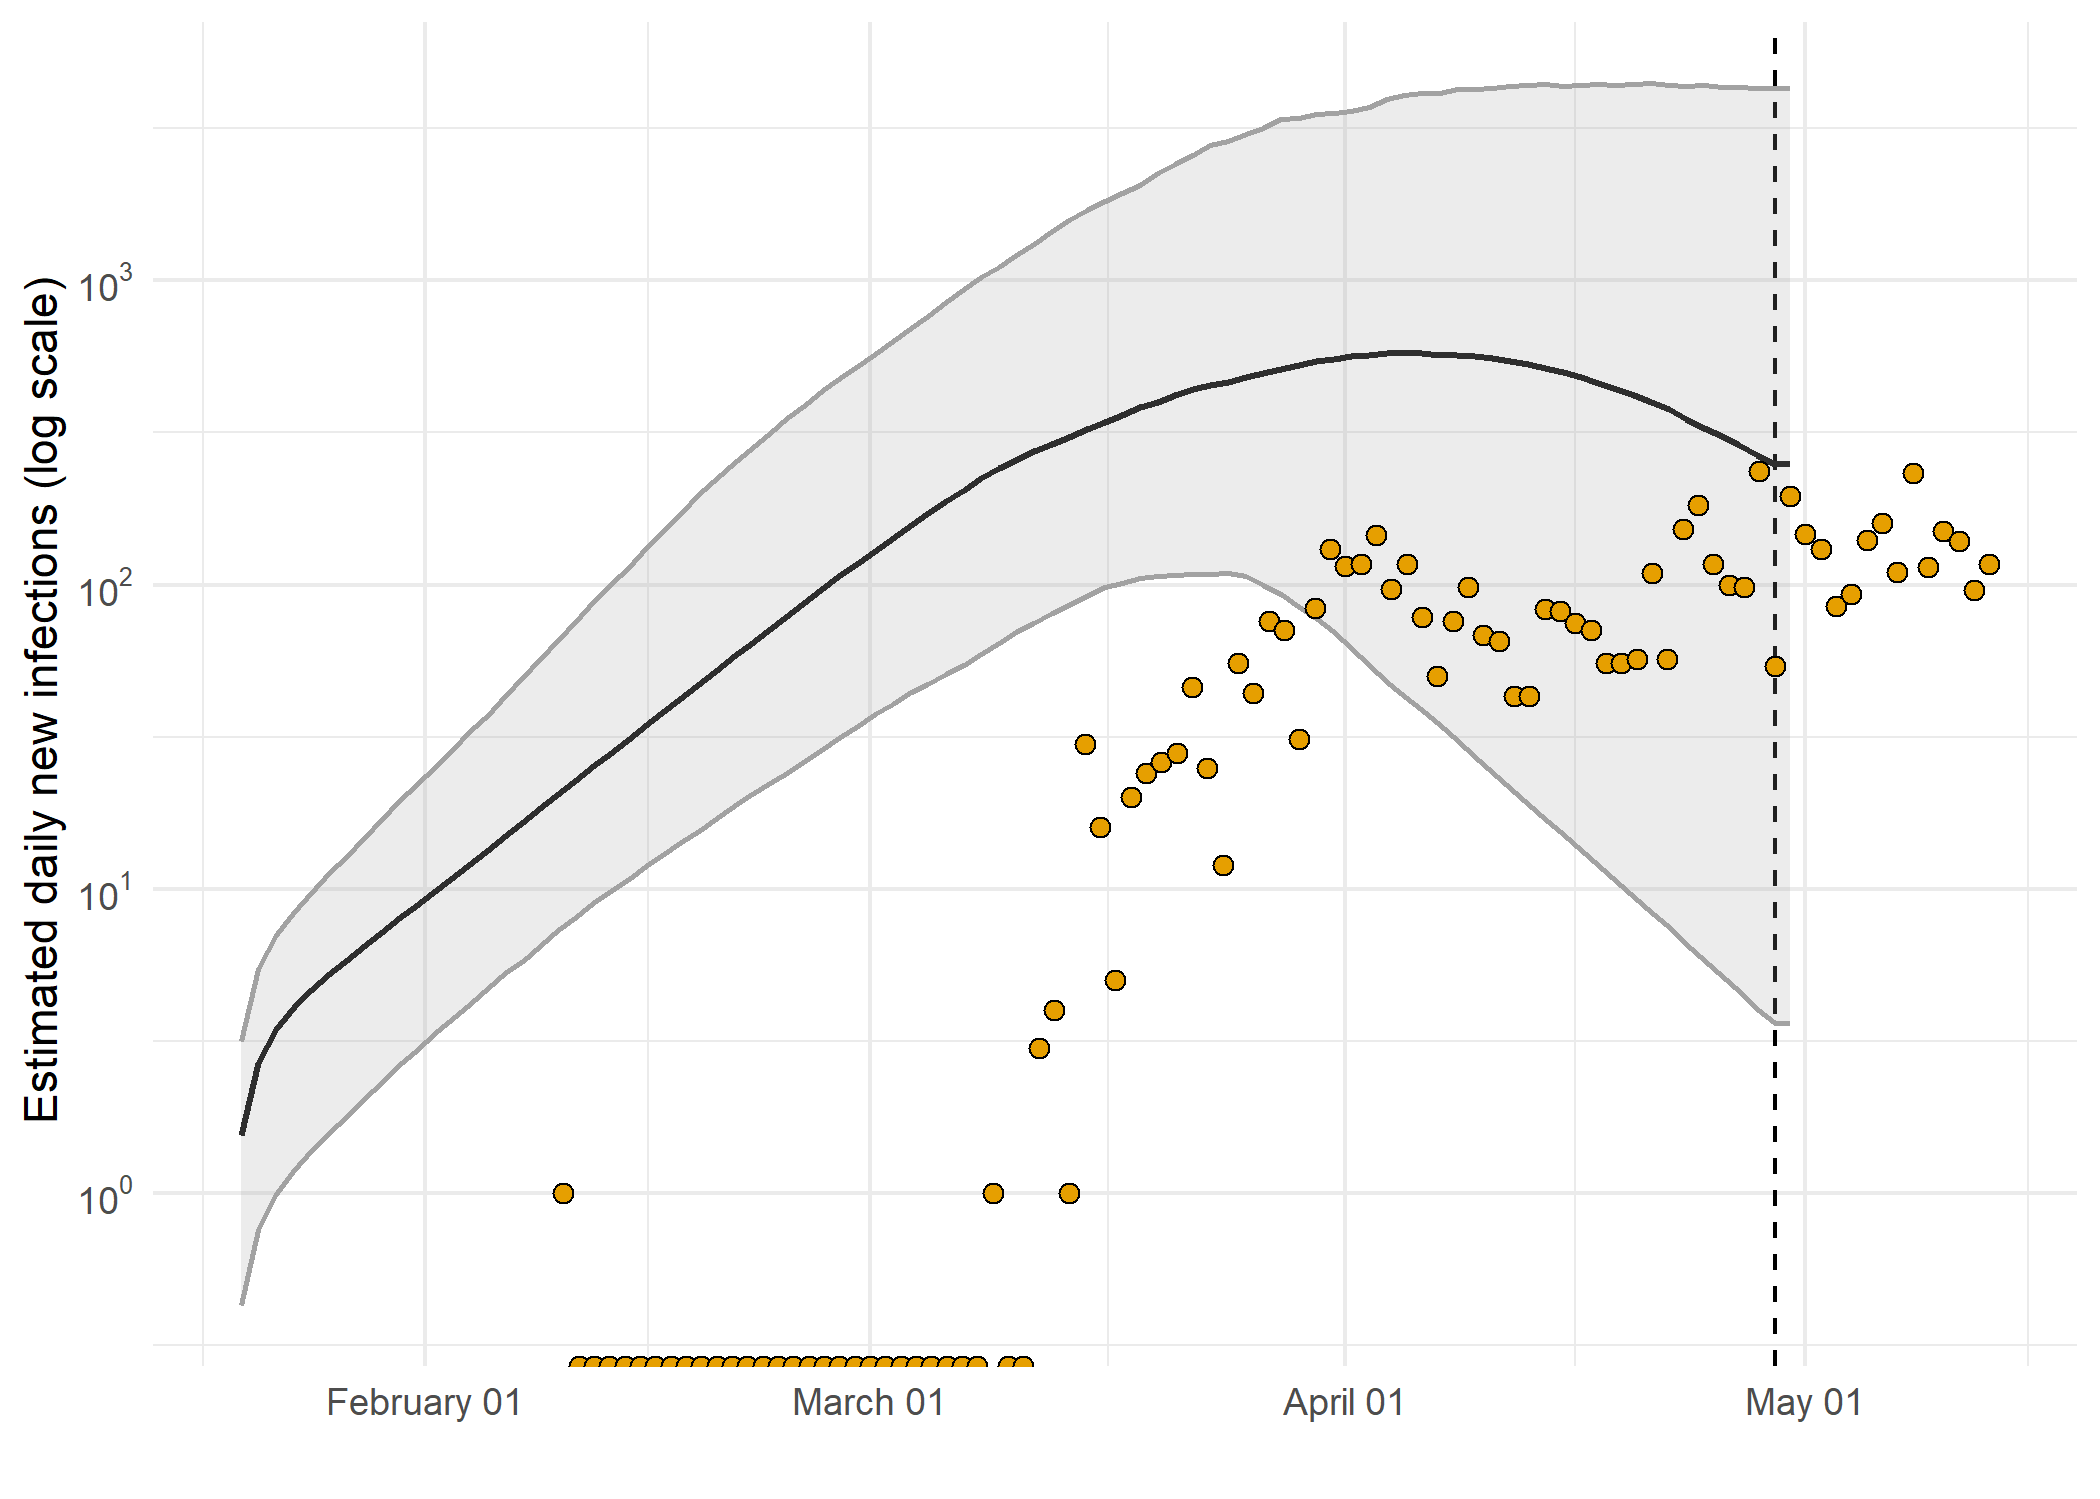 Estimated daily new infections (log scale)
10³
10²
10¹
10⁰
February 01 March 01 April 01 May 01